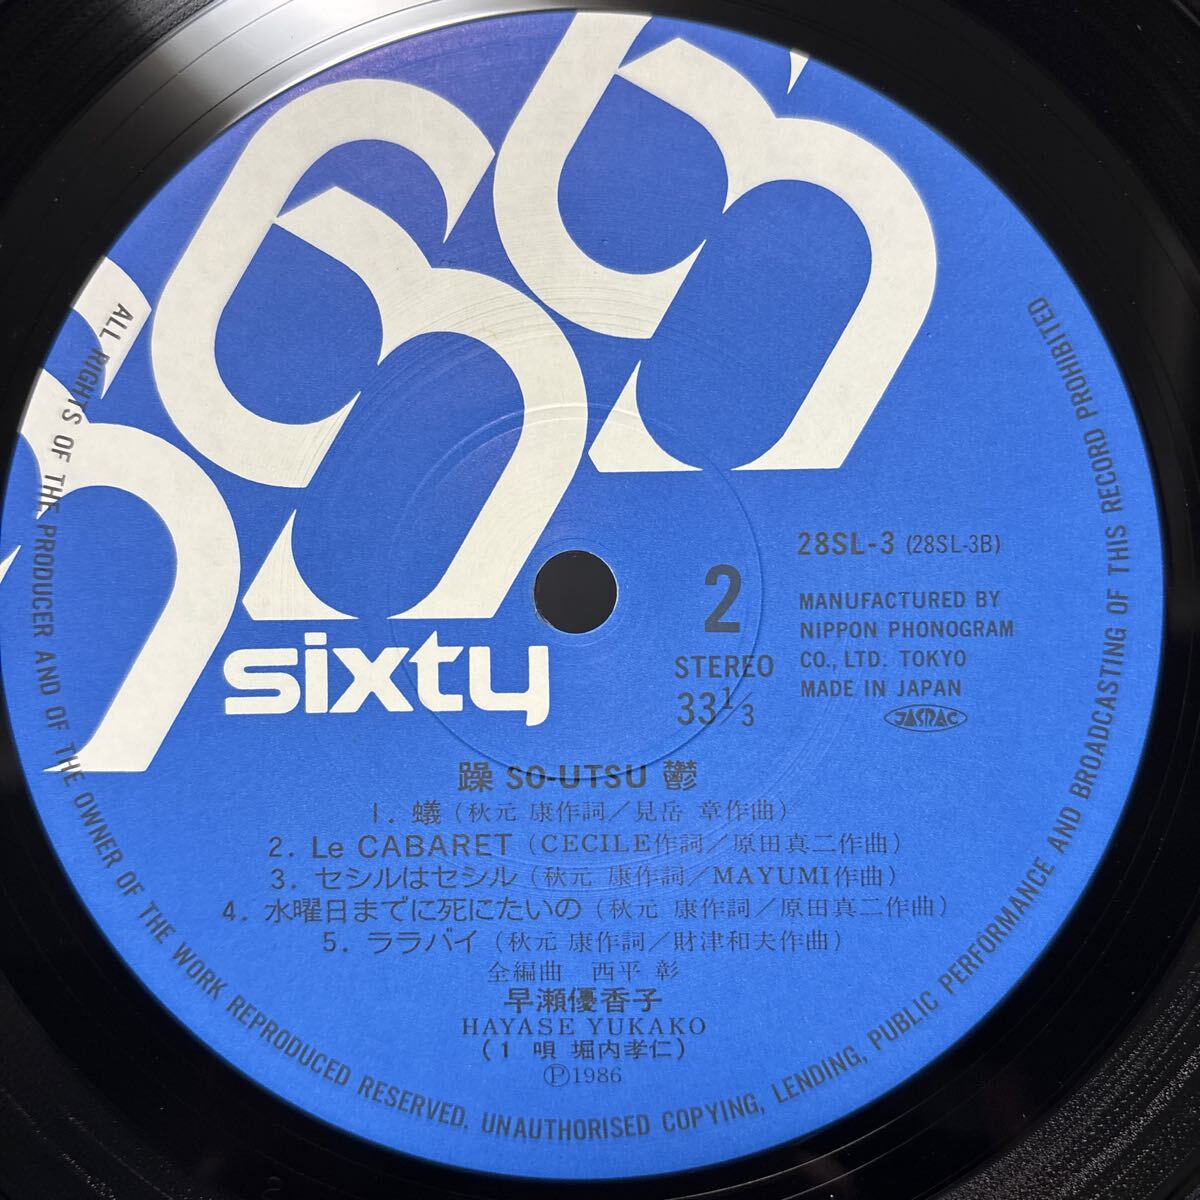 sixty
28SL-3 (28SL-3B)
2
STEREO
33 1/3
MANUFACTURED BY
NIPPON PHONOGRAM
CO., LTD. TOKYO
MADE IN JAPAN
JASRAC
躁 SO-UTSU 鬱
1. 蟻 (秋元 康作詞/見岳 章作曲)
2. Le CABARET (CECILE作詞/原田真二作曲)
3. セシルはセシル (秋元 康作詞/MAYUMI作曲)
4. 水曜日までに死にたいの (秋元 康作詞/原田真二作曲)
5. ララバイ (秋元 康作詞/財津和夫作曲)
全編曲 西平 彰
早瀬優香子
HAYASE YUKAKO
(1 唄 堀内孝仁)
Ⓟ1986
ALL RIGHTS OF THE PRODUCER AND OF THE OWNER OF THE WORK REPRODUCED RESERVED. UNAUTHORISED COPYING, LENDING, PUBLIC PERFORMANCE AND BROADCASTING OF THIS RECORD PROHIBITED